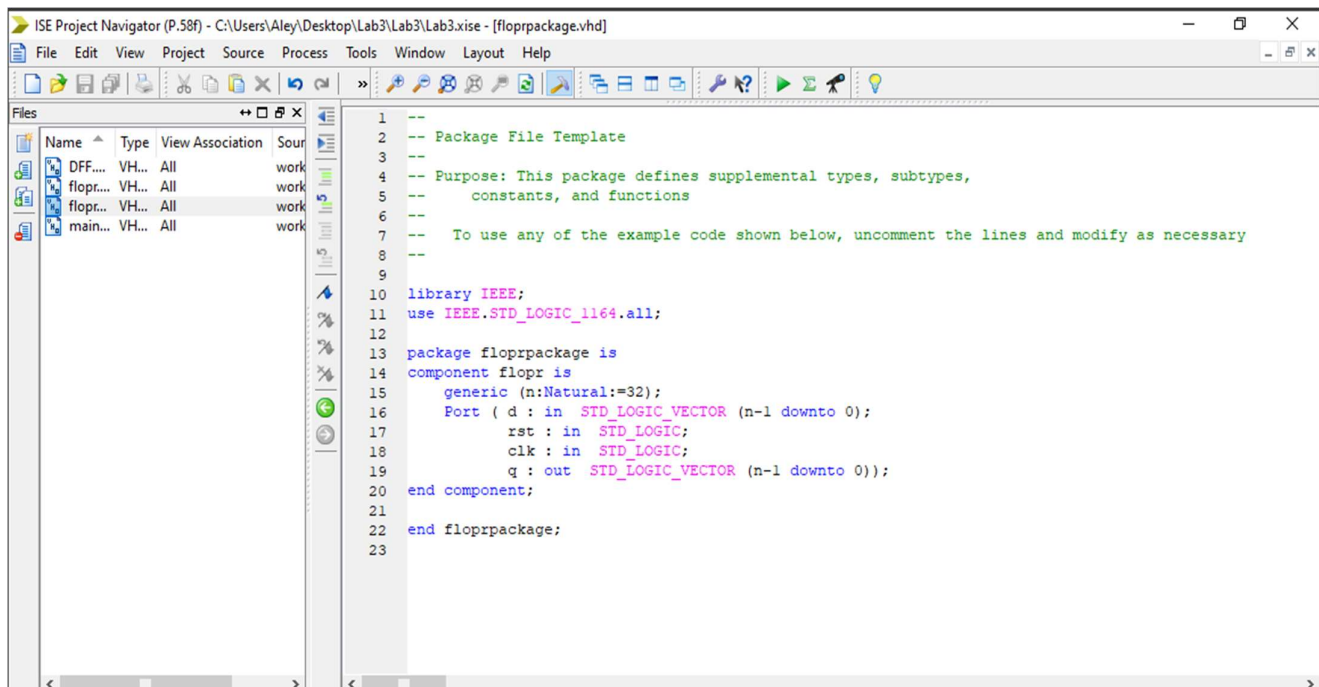 ISE Project Navigator (P.58f) - C:\Users\Aley\Desktop\Lab3\Lab3\Lab3.xise - [floprpackage.vhd]
File Edit View Project Source Process Tools Window Layout Help
Files
Name Type View Association Sour
DFF.... VH... All work
flopr.... VH... All work
flopr... VH... All work
main... VH... All work
1 --
2 -- Package File Template
3 --
4 -- Purpose: This package defines supplemental types, subtypes,
5 -- constants, and functions
6 --
7 -- To use any of the example code shown below, uncomment the lines and modify as necessary
8 --
9
10 library IEEE;
11 use IEEE.STD_LOGIC_1164.all;
12
13 package floprpackage is
14 component flopr is
15 generic (n:Natural:=32);
16 Port ( d : in STD_LOGIC_VECTOR (n-1 downto 0);
17 rst : in STD_LOGIC;
18 clk : in STD_LOGIC;
19 q : out STD_LOGIC_VECTOR (n-1 downto 0));
20 end component;
21
22 end floprpackage;
23